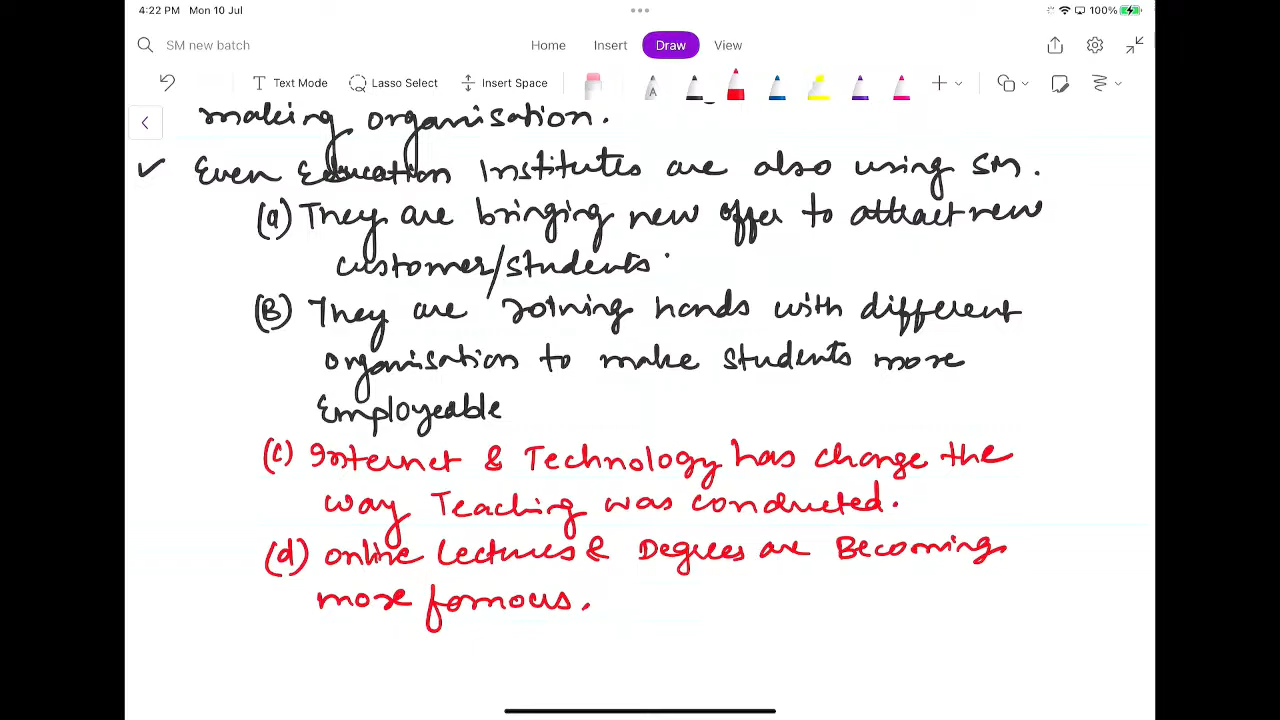 4:22 PM Mon 10 Jul
100%
SM new batch
Home Insert Draw View
Text Mode Lasso Select Insert Space
making organisation.
✓ Even Education Institutes are also using SM.
(a) They are bringing new offer to attract new
customer/students.
(B) They are Joining hands with different
organisation to make students more
Employeable
(c) Internet & Technology has change the
way Teaching was conducted.
(d) online Lectures & Degrees are Becoming
more famous.